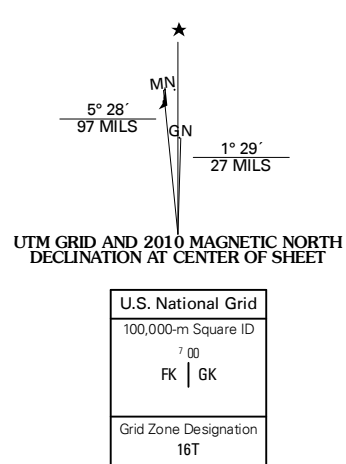 MN
5° 28´
97 MILS
GN
1° 29´
27 MILS
UTM GRID AND 2010 MAGNETIC NORTH
DECLINATION AT CENTER OF SHEET
U.S. National Grid
100,000-m Square ID
7 00
FK | GK
Grid Zone Designation
16T